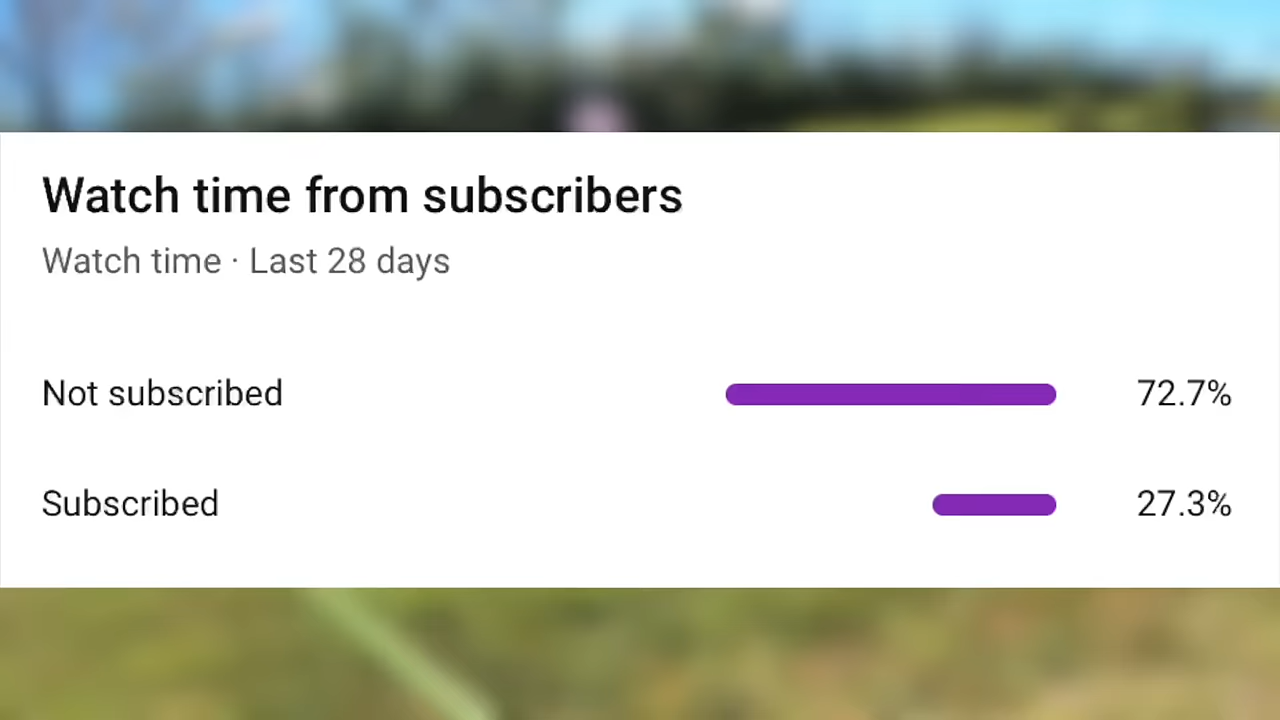 Watch time from subscribers
Watch time · Last 28 days
Not subscribed 72.7%
Subscribed 27.3%